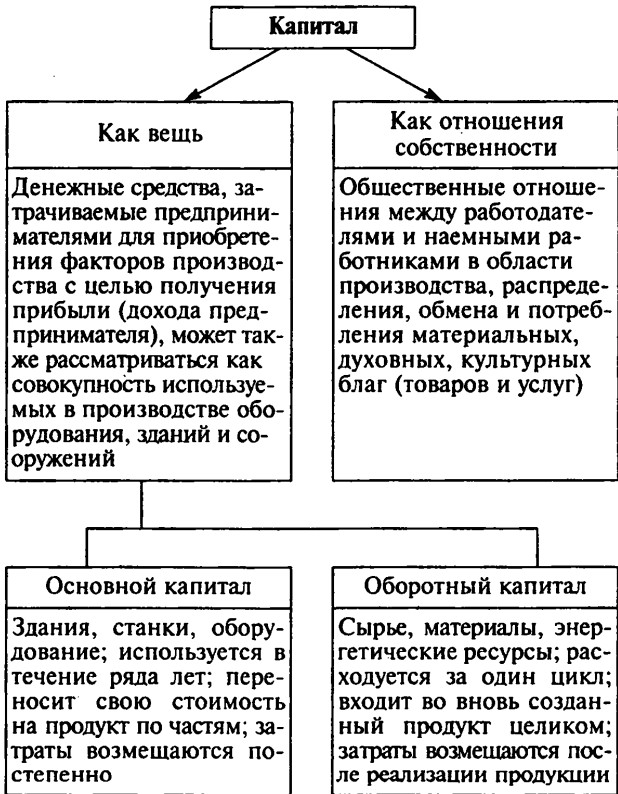 Капитал
Как вещь
Денежные средства, за-
трачиваемые предприни-
мателями для приобрете-
ния факторов производ-
ства с целью получения
прибыли (дохода пред-
принимателя), может так-
же рассматриваться как
совокупность используе-
мых в производстве обо-
рудования, зданий и со-
оружений
Как отношения
собственности
Общественные отноше-
ния между работодате-
лями и наемными ра-
ботниками в области
производства, распреде-
ления, обмена и потреб-
ления материальных,
духовных, культурных
благ (товаров и услуг)
Основной капитал
Здания, станки, обору-
дование; используется в
течение ряда лет; пере-
носит свою стоимость
на продукт по частям; за-
траты возмещаются по-
степенно
Оборотный капитал
Сырье, материалы, энер-
гетические ресурсы; рас-
ходуется за один цикл;
входит во вновь создан-
ный продукт целиком;
затраты возмещаются пос-
ле реализации продукции